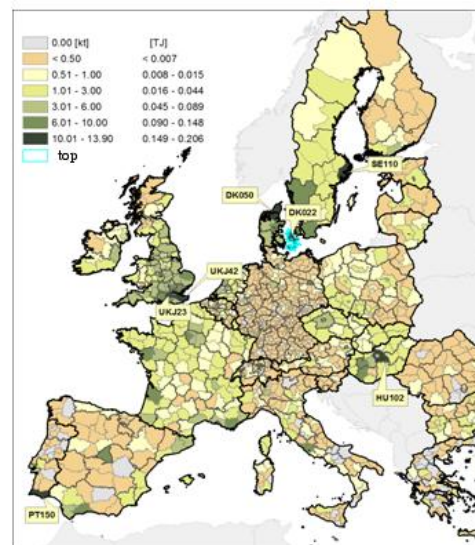 0.00 [kt] [TJ]
< 0.50 < 0.007
0.51 - 1.00 0.008 - 0.015
1.01 - 3.00 0.016 - 0.044
3.01 - 6.00 0.045 - 0.089
6.01 - 10.00 0.090 - 0.148
10.01 - 13.90 0.149 - 0.206
top
SE110
DK050
DK022
UKJ42
UKJ23
HU102
PT150